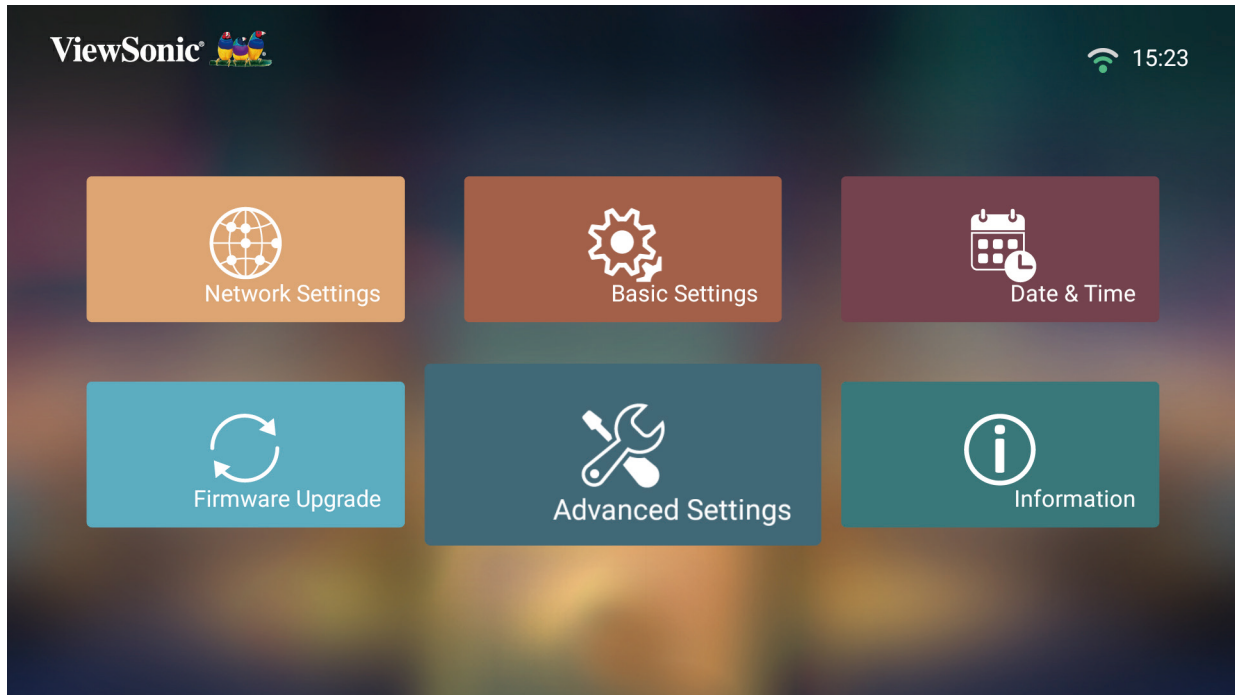 ViewSonic®
15:23
Network Settings
Basic Settings
Date & Time
Firmware Upgrade
Advanced Settings
Information